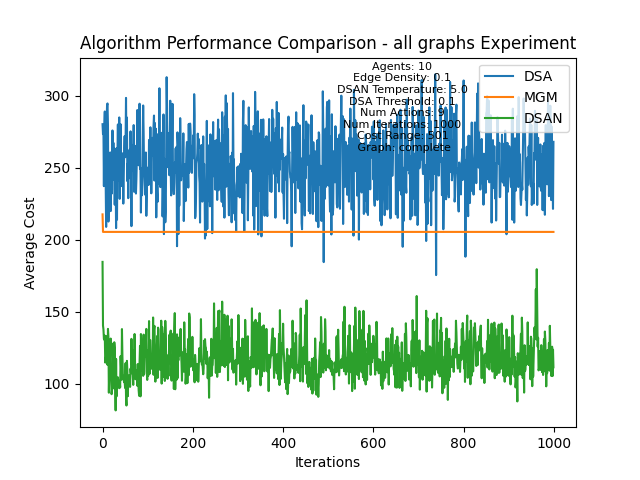 Algorithm Performance Comparison - all graphs Experiment
Agents: 10
Edge Density: 0.1
DSAN Temperature: 5.0
DSA Threshold: 0.1
Num Actions: 9
Num Iterations: 1000
Cost Range: 501
Graph: complete
DSA
MGM
DSAN
Average Cost
300
250
200
150
100
0
200
400
600
800
1000
Iterations